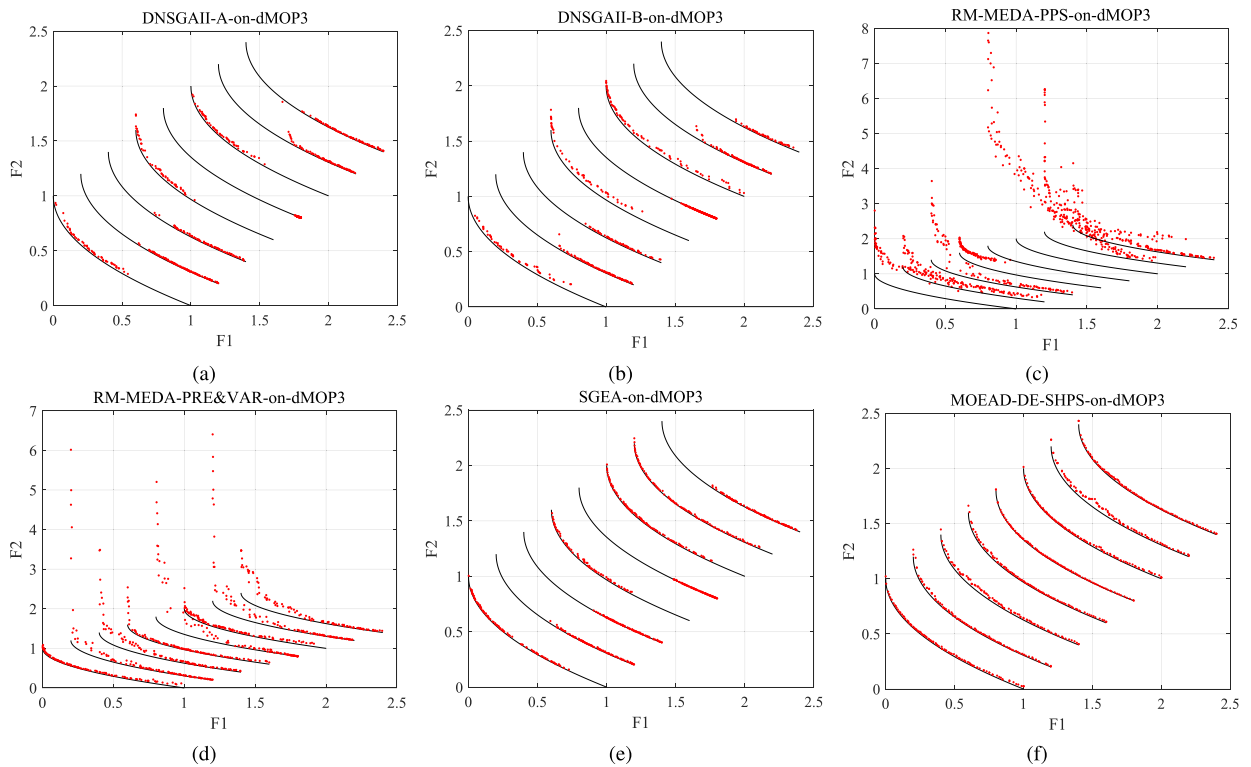 DNSGAII-A-on-dMOP3
2.5
2
1.5
1
0.5
0
F2
0 0.5 1 1.5 2 2.5
F1
(a)
DNSGAII-B-on-dMOP3
2.5
2
1.5
1
0.5
0
F2
0 0.5 1 1.5 2 2.5
F1
(b)
RM-MEDA-PPS-on-dMOP3
8
7
6
5
4
3
2
1
0
F2
0 0.5 1 1.5 2 2.5
F1
(c)
RM-MEDA-PRE&VAR-on-dMOP3
7
6
5
4
3
2
1
0
F2
0 0.5 1 1.5 2 2.5
F1
(d)
SGEA-on-dMOP3
2.5
2
1.5
1
0.5
0
F2
0 0.5 1 1.5 2 2.5
F1
(e)
MOEAD-DE-SHPS-on-dMOP3
2.5
2
1.5
1
0.5
0
F2
0 0.5 1 1.5 2 2.5
F1
(f)